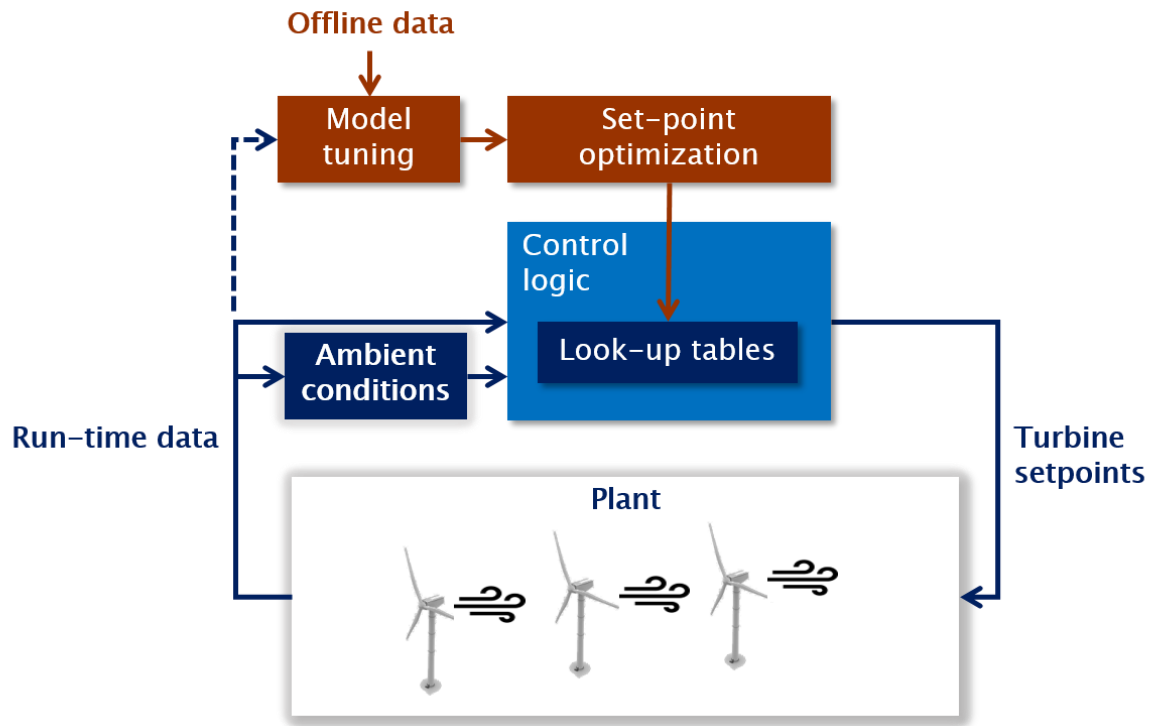 Offline data
Model
tuning
Set-point
optimization
Control
logic
Look-up tables
Ambient
conditions
Run-time data
Turbine
setpoints
Plant